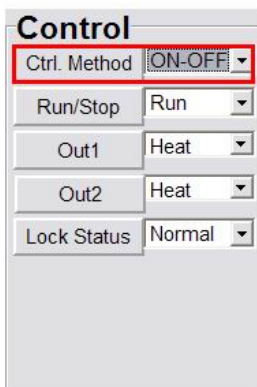 Control
Ctrl. Method ON-OFF
Run/Stop Run
Out1 Heat
Out2 Heat
Lock Status Normal